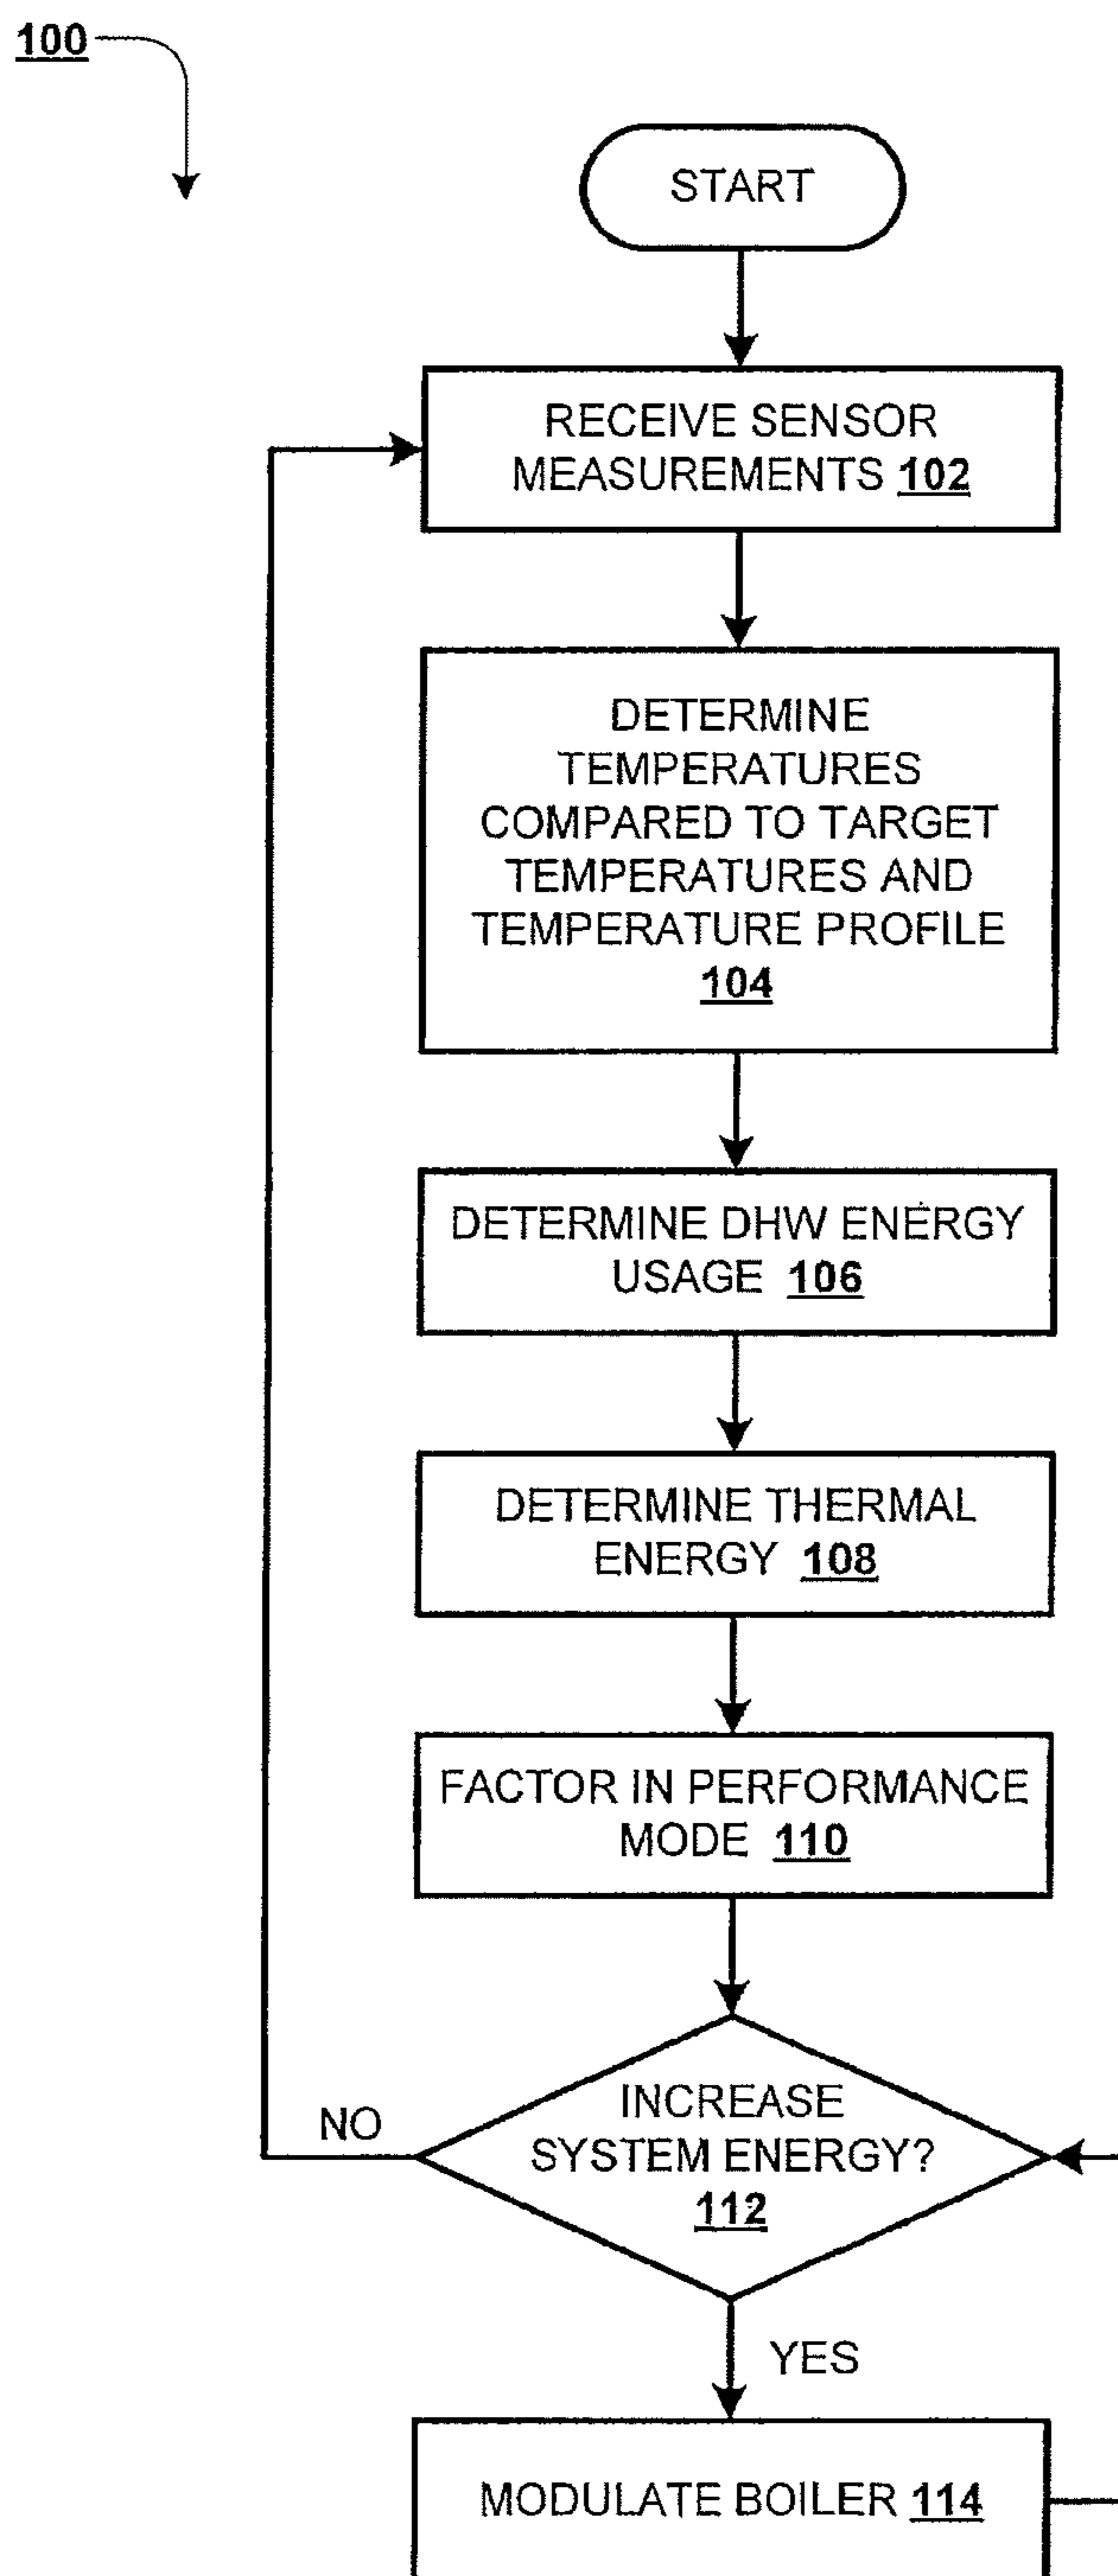 100
START
RECEIVE SENSOR
MEASUREMENTS 102
DETERMINE
TEMPERATURES
COMPARED TO TARGET
TEMPERATURES AND
TEMPERATURE PROFILE
104
DETERMINE DHW ENERGY
USAGE 106
DETERMINE THERMAL
ENERGY 108
FACTOR IN PERFORMANCE
MODE 110
INCREASE
NO
SYSTEM ENERGY?
112
YES
MODULATE BOILER 114